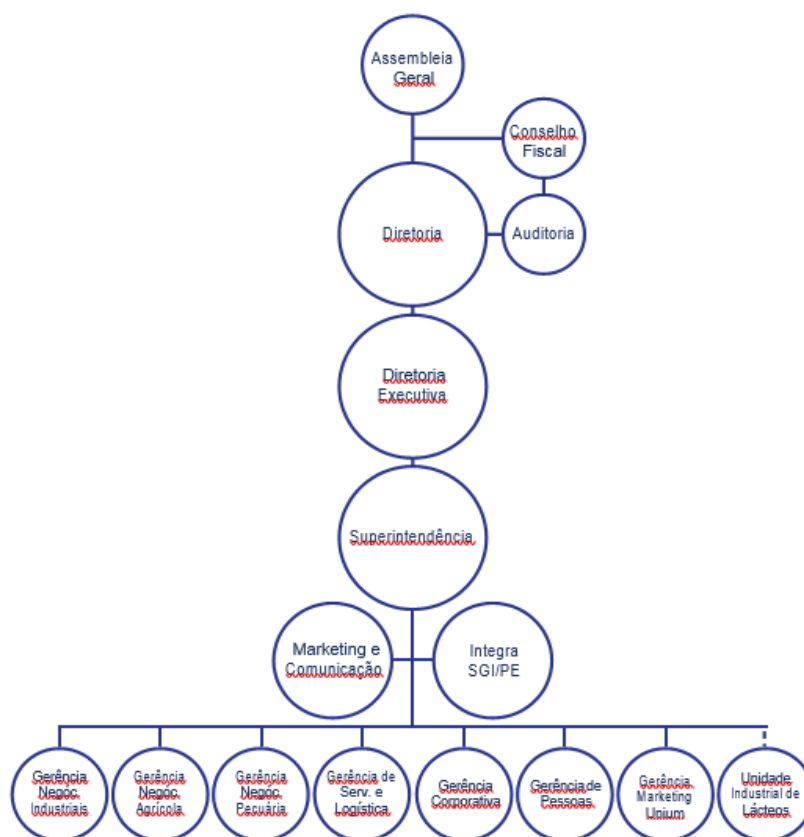 Assembleia
Geral
Conselho
Fiscal
Diretoria
Auditoria
Diretoria
Executiva
Superintendência
Marketing e
Comunicação
Integra
SGI/PE
Gerência
Negóc.
Industriais
Gerência
Negóc.
Agrícola
Gerência
Negóc.
Pecuária
Gerência de
Serv. e
Logística
Gerência
Corporativa
Gerência de
Pessoas
Gerência
Marketing
Unium
Unidade
Industrial de
Lácteos